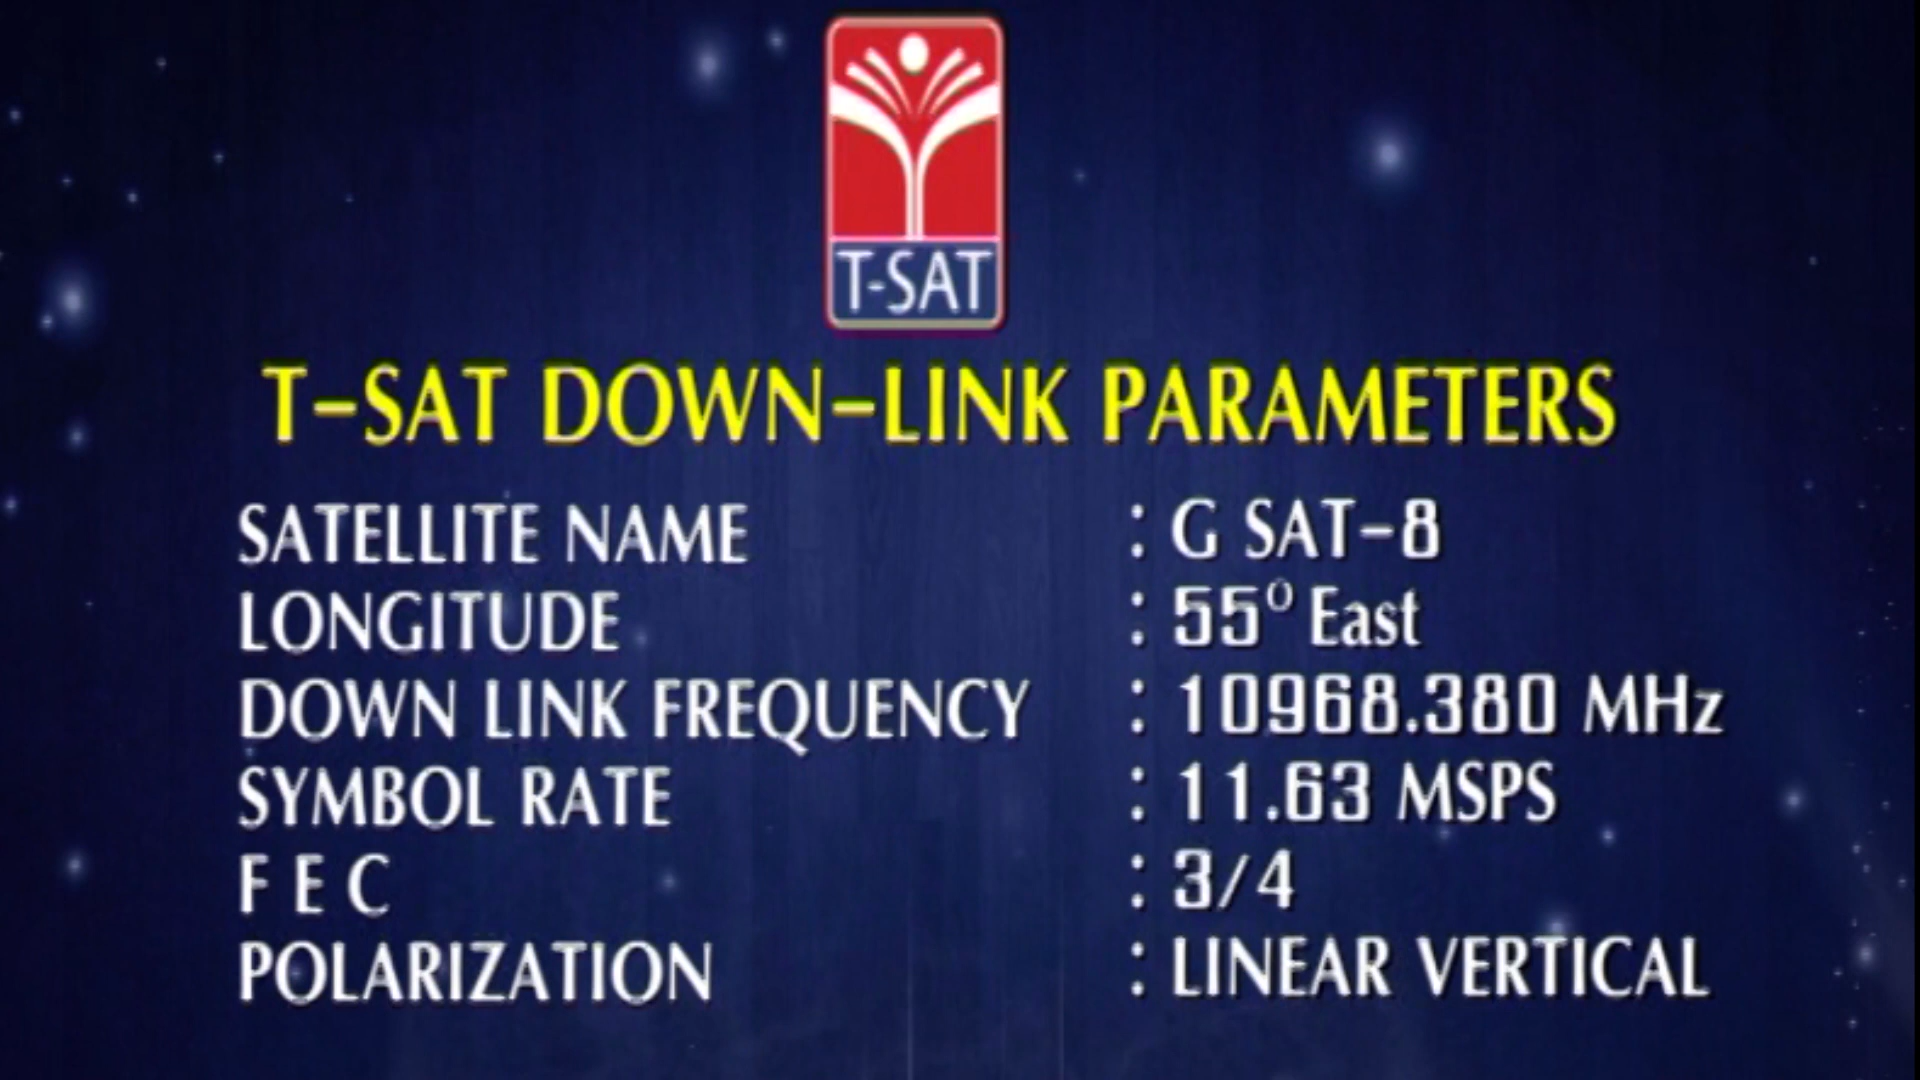 T-SAT
T-SAT DOWN-LINK PARAMETERS
SATELLITE NAME : G SAT-8
LONGITUDE : 55⁰ East
DOWN LINK FREQUENCY : 10968.380 MHz
SYMBOL RATE : 11.63 MSPS
F E C : 3/4
POLARIZATION : LINEAR VERTICAL